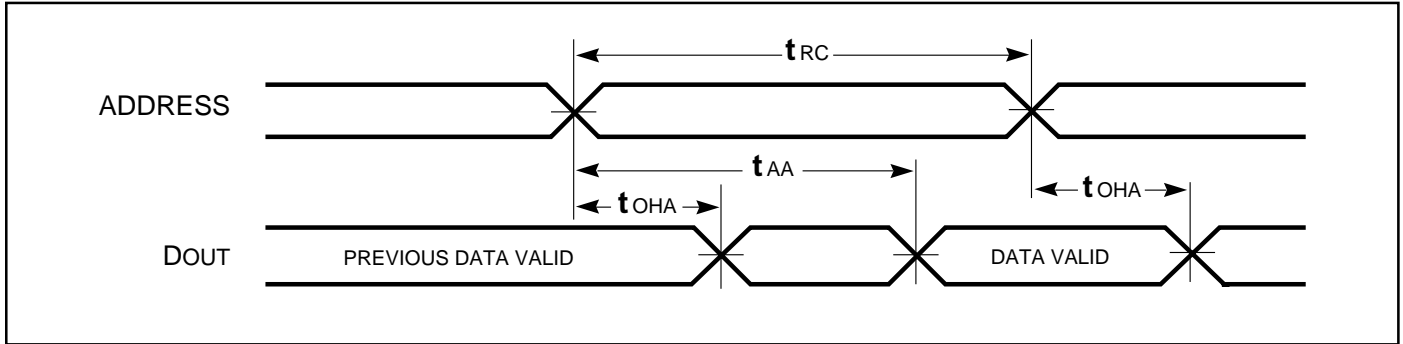 tRC
ADDRESS
tAA
tOHA
tOHA
DOUT
PREVIOUS DATA VALID
DATA VALID